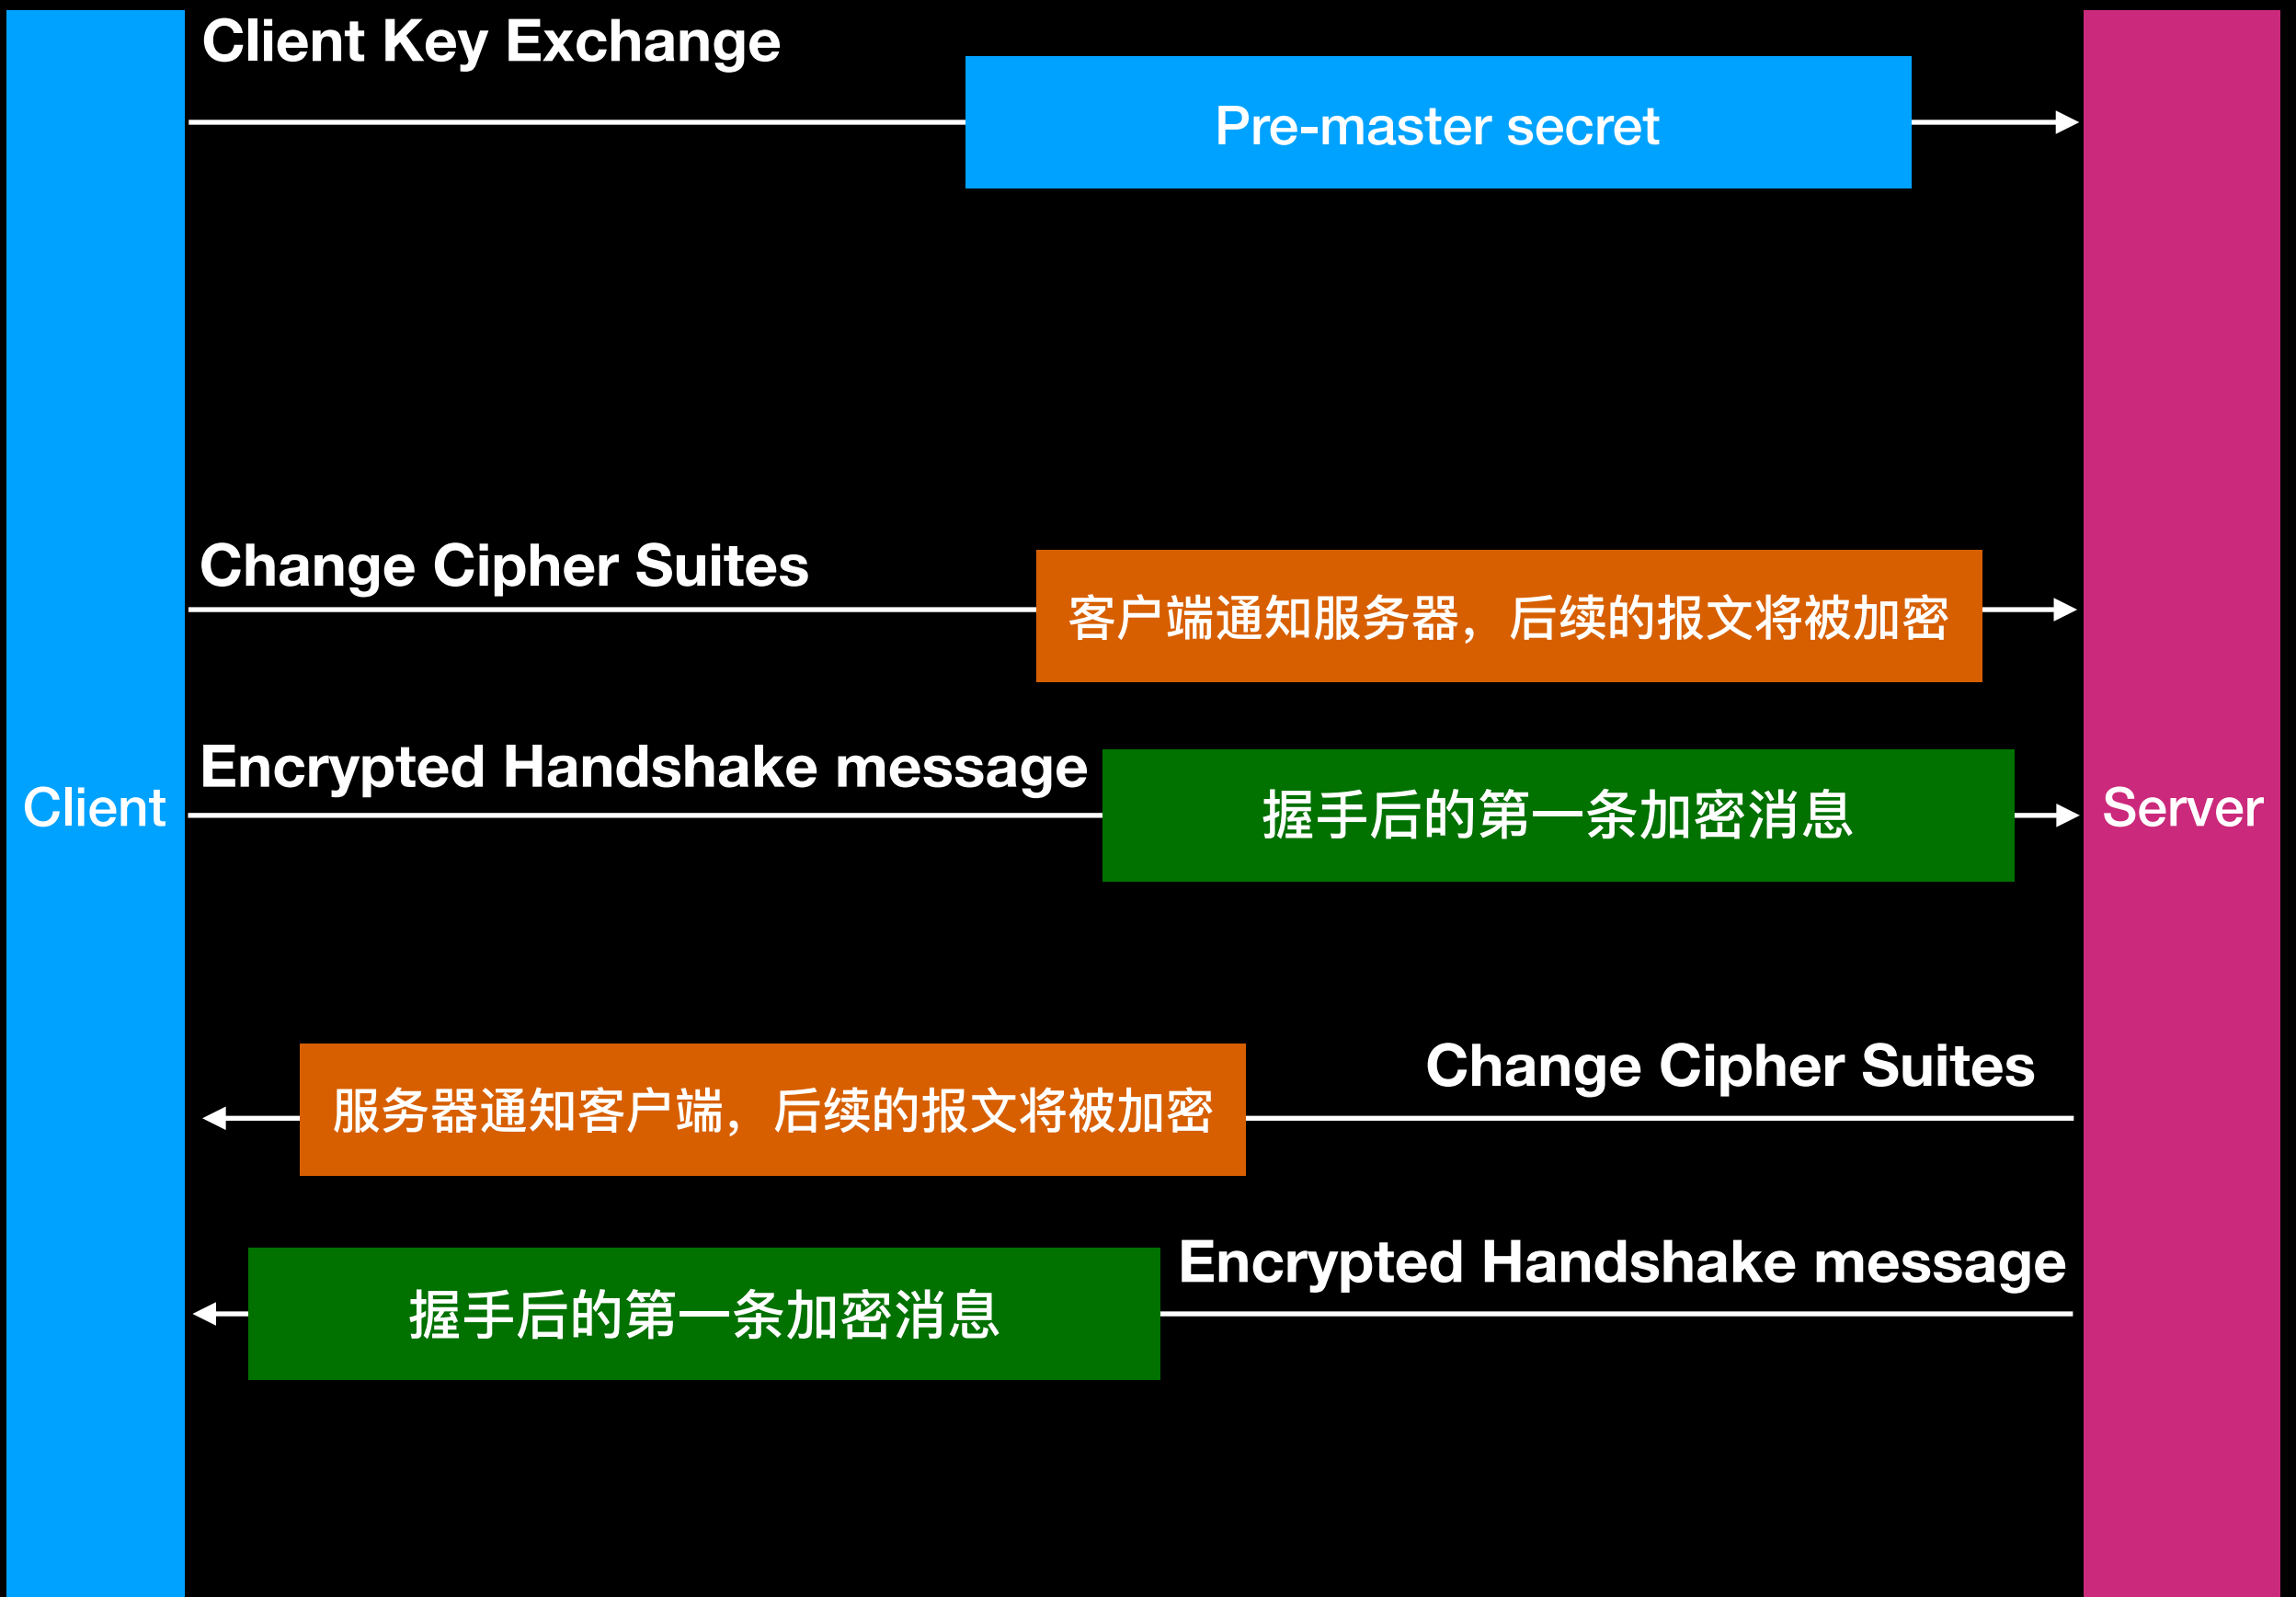 Client Key Exchange
Pre-master secret
Change Cipher Suites
客户端通知服务器，后续的报文将被加密
Encrypted Handshake message
握手后的第一条加密消息
Client
Server
Change Cipher Suites
服务器通知客户端，后续的报文将被加密
Encrypted Handshake message
握手后的第一条加密消息